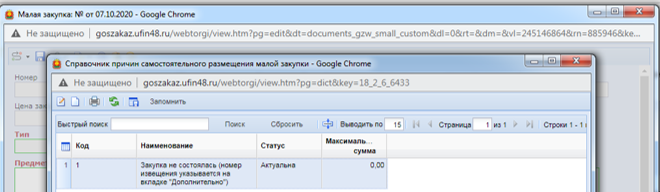 Малая закупка: № от 07.10.2020 - Google Chrome
Не защищено | goszakaz.ufin48.ru/webtorgi/view.htm?pg=edit&dt=documents_gzw_small_custom&dl=0&rt=&dm=&vl=245146864&rn=885946&ke...
Номер
Цена зак
Тип
Предме
Справочник причин самостоятельного размещения малой закупки - Google Chrome
Не защищено | goszakaz.ufin48.ru/webtorgi/view.htm?pg=dict&key=18_2_6_6433
Запомнить
Быстрый поиск
Поиск
Сбросить
Выводить по 15
Страница 1 из 1
Строки 1 - 1
Код
Наименование
Статус
Максималь...
сумма
1 1 Закупка не состоялась (номер
извещения указывается на
вкладке "Дополнительно")
Актуальна
0,00